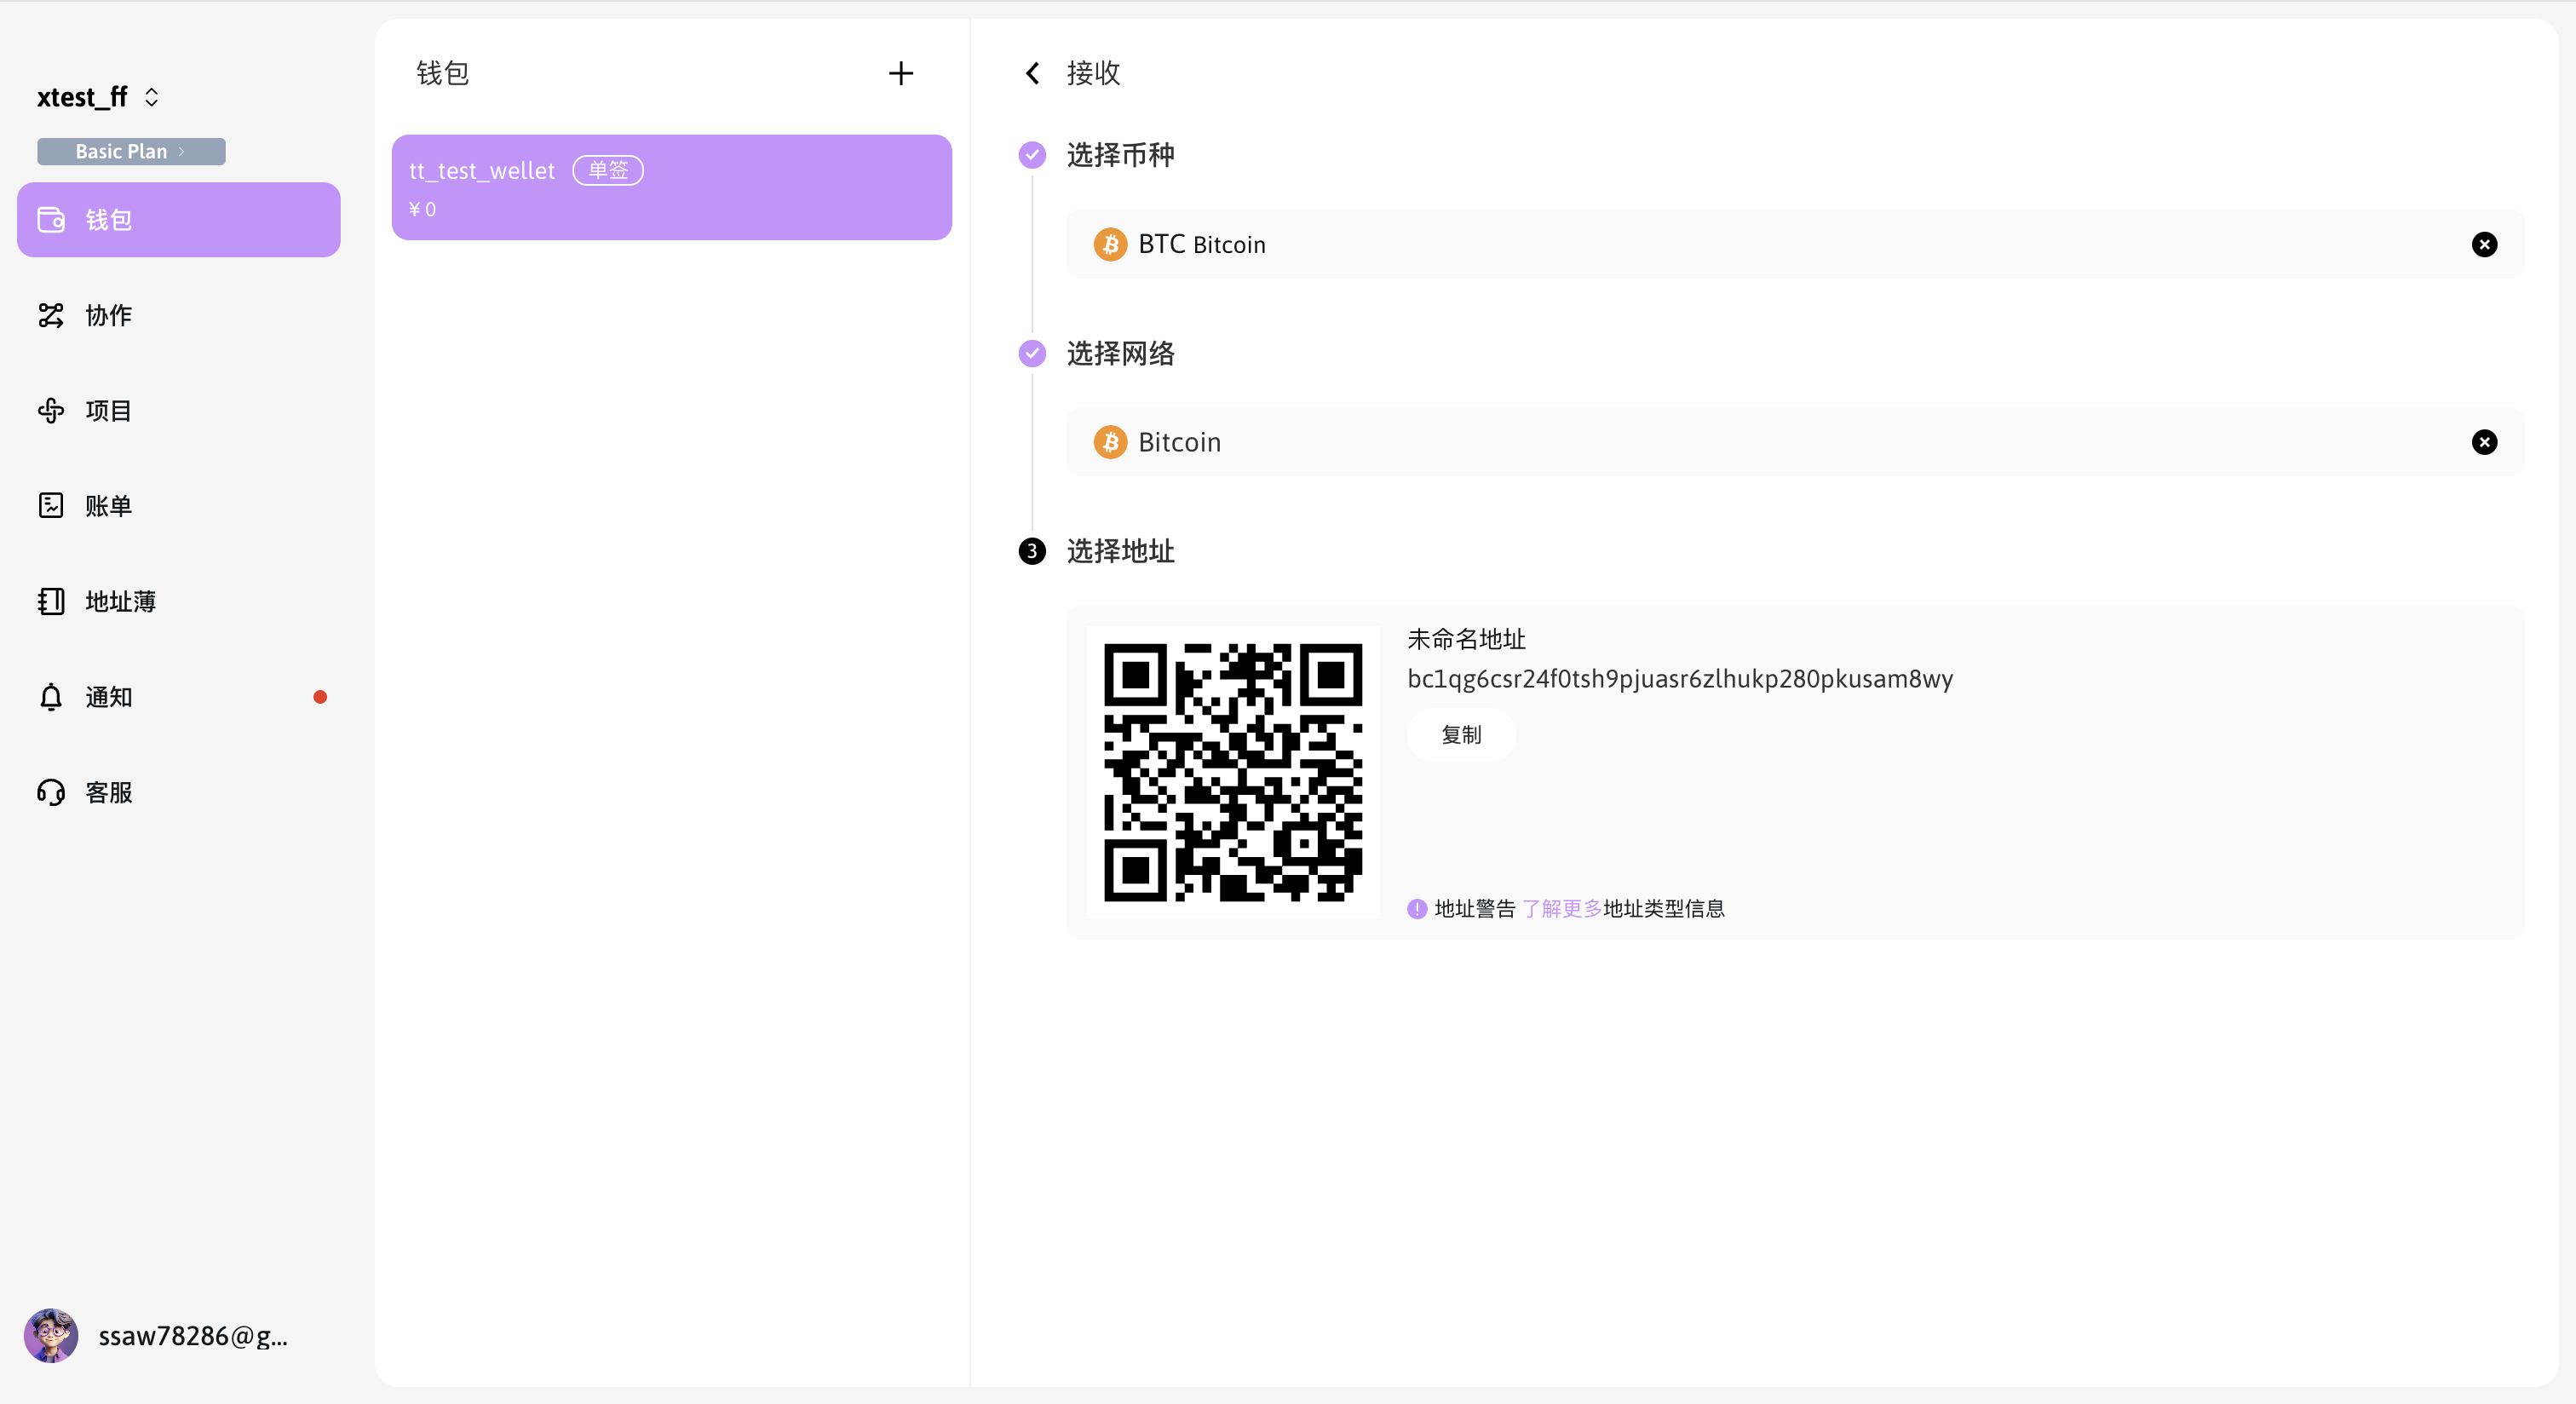 xtest_ff
Basic Plan
钱包
协作
项目
账单
地址薄
通知
客服
ssaw78286@g...
钱包
tt_test_wellet 单签
¥ 0
接收
选择币种
BTC Bitcoin
选择网络
Bitcoin
3 选择地址
未命名地址
bc1qg6csr24f0tsh9pjuasr6zlhukp280pkusam8wy
复制
地址警告 了解更多地址类型信息